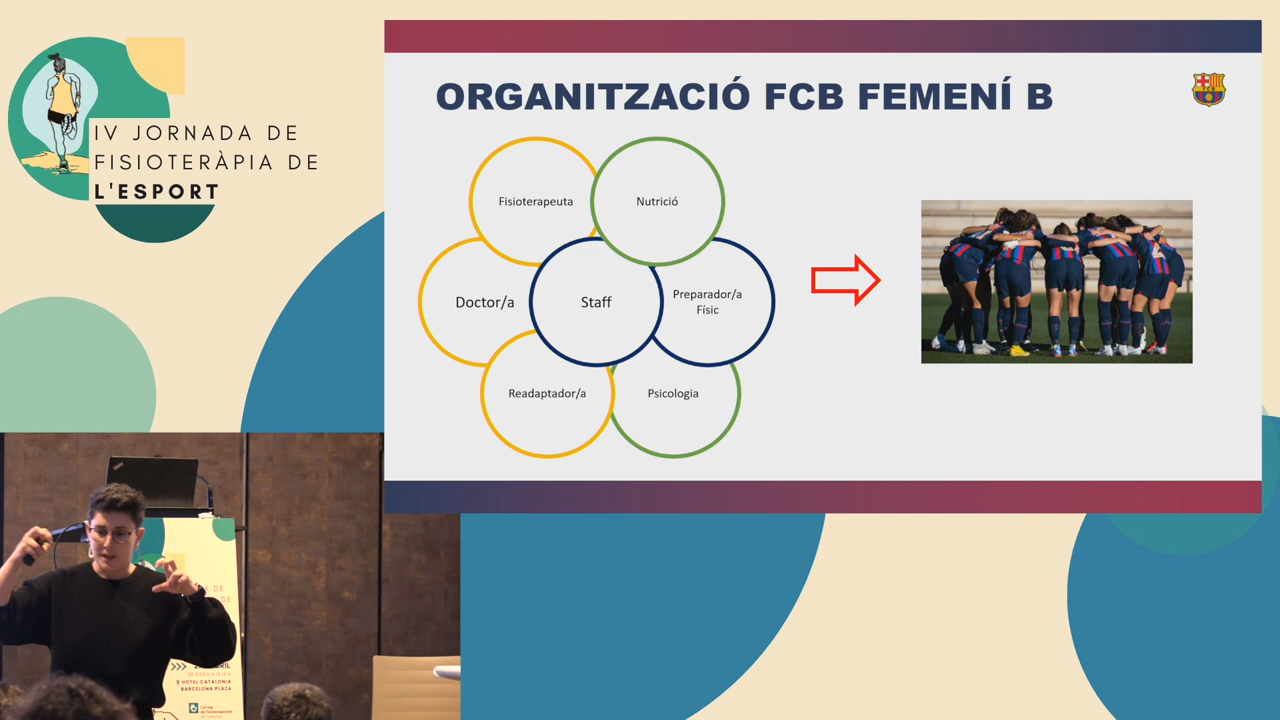 IV JORNADA DE
FISIOTERÀPIA DE
L'ESPORT
ORGANITZACIÓ FCB FEMENÍ B
FCB
Fisioterapeuta
Nutrició
Doctor/a
Staff
Preparador/a
Físic
Readaptador/a
Psicologia
HOTEL CATALONIA
BARCELONA PLAZA